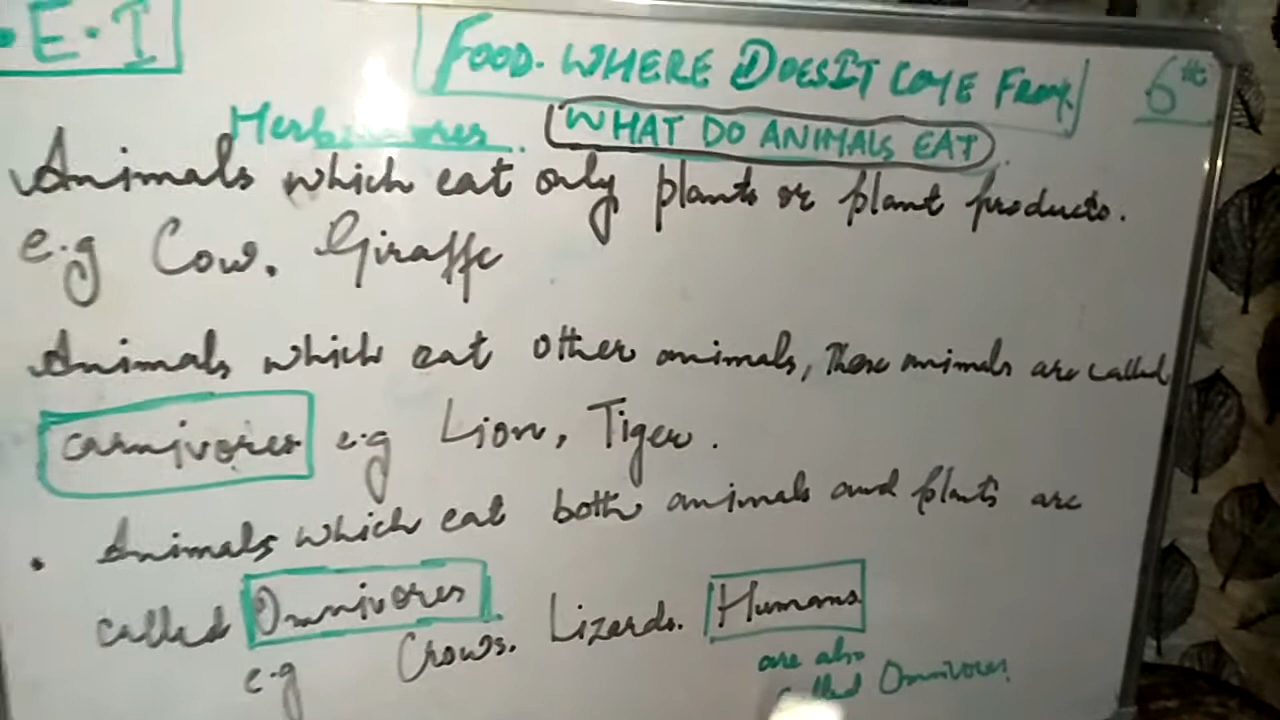 . E. I
FOOD. WHERE DOES IT COME FROM.
6th
Herbivores. WHAT DO ANIMALS EAT.
Animals which eat only plants or plant products.
e.g Cow. Giraffe
Animals which eat other animals, These animals are called
carnivores e.g Lion, Tiger.
. Animals which eat both animals and plants are
called Omnivores
e.g Crows. Lizards. Humans
are also
called Omnivores